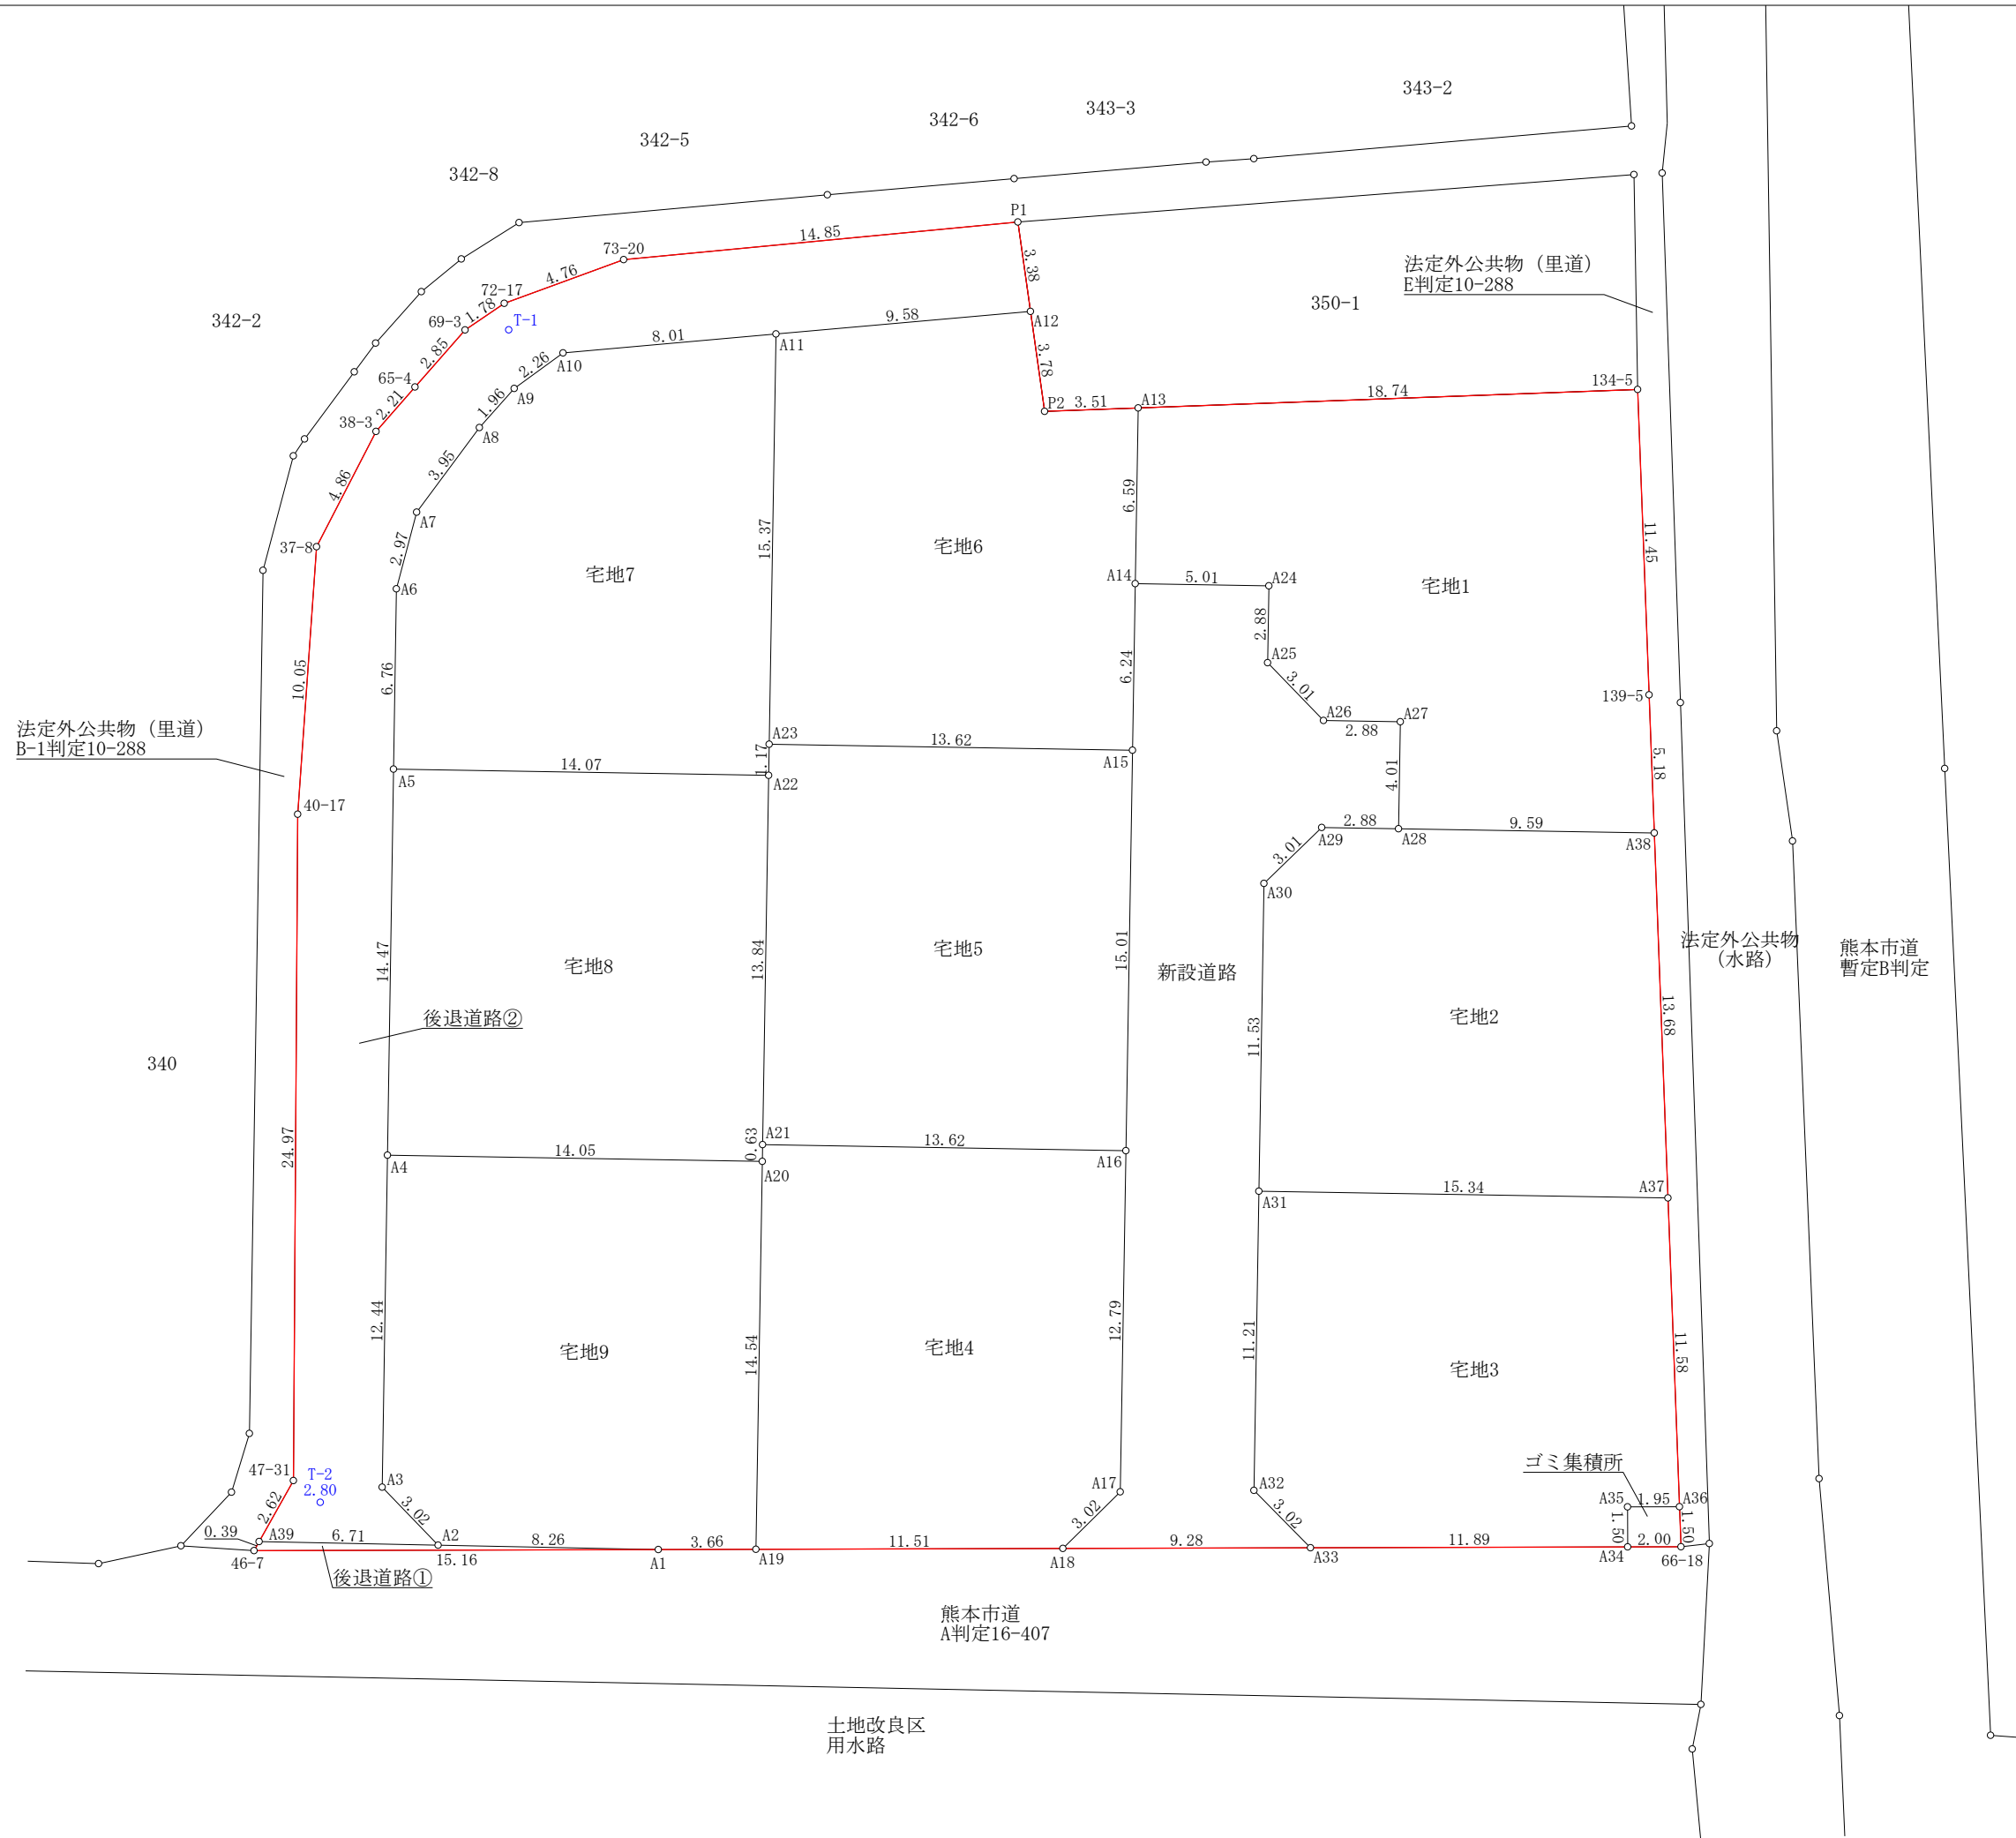 343-2
343-3
342-6
342-5
342-8
342-2
P1
14.85
73-20
4.76
72-17
1.78
69-3
T-1
2.85
65-4
2.21
38-3
4.86
37-8
10.05
40-17
24.97
47-31
T-2
2.80
2.62
0.39
A39
46-7
3.38
A12
3.78
P2
3.51
A13
18.74
134-5
350-1
法定外公共物（里道）
E判定10-288
9.58
A11
8.01
A10
2.26
A9
1.96
A8
3.95
A7
2.97
A6
6.76
15.37
6.59
宅地6
宅地7
A14
5.01
A24
宅地1
11.45
2.88
A25
3.01
A26
2.88
A27
139-5
6.24
5.18
4.01
法定外公共物（里道）
B-1判定10-288
A23
1.17
13.62
A15
A5
14.07
A22
2.88
A29
A28
9.59
A38
3.01
A30
14.47
13.84
15.01
宅地8
宅地5
新設道路
11.53
宅地2
13.68
法定外公共物
（水路）
熊本市道
暫定B判定
後退道路②
340
A21
0.63
13.62
A16
A4
14.05
A20
A31
15.34
A37
12.44
14.54
12.79
11.21
11.58
宅地9
宅地4
宅地3
ゴミ集積所
A3
3.02
A2
6.71
8.26
15.16
A1
3.66
A19
11.51
A17
3.02
A18
9.28
A32
3.02
A33
11.89
A35
1.95
A36
1.50
1.50
A34
2.00
66-18
後退道路①
熊本市道
A判定16-407
土地改良区
用水路